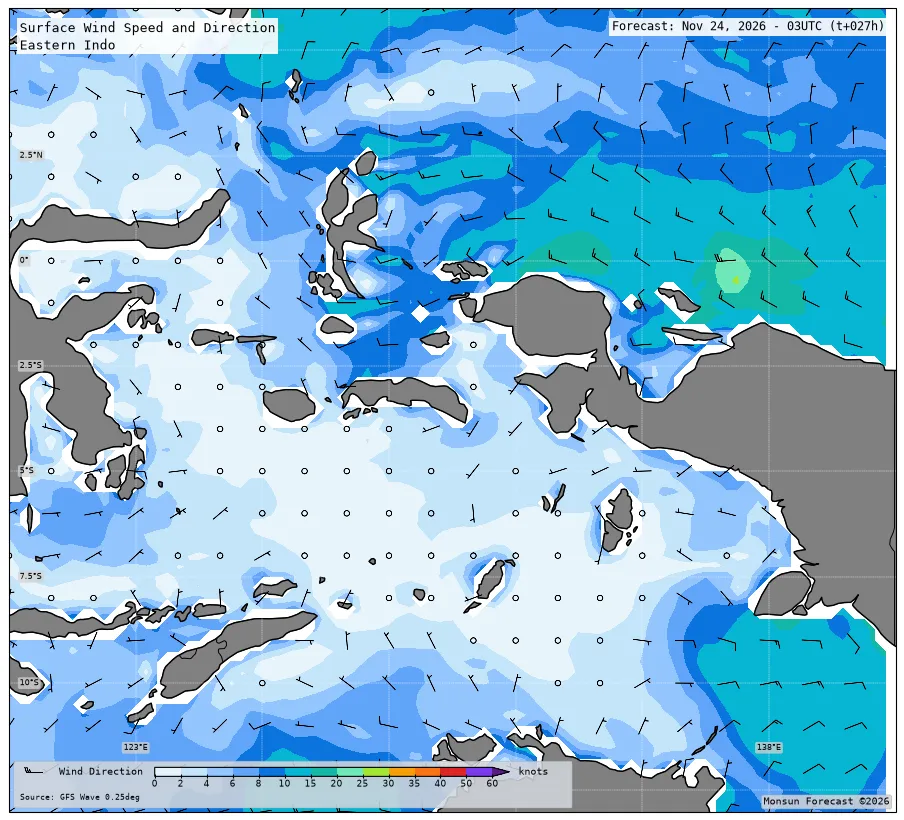 Surface Wind Speed and Direction
Eastern Indo
Forecast: Nov 24, 2026 - 03UTC (t+027h)
2.5°N
0°
2.5°S
5°S
7.5°S
10°S
123°E
138°E
Wind Direction
0 2 4 6 8 10 15 20 25 30 35 40 50 60
knots
Source: GFS Wave 0.25deg
Monsun Forecast ©2026